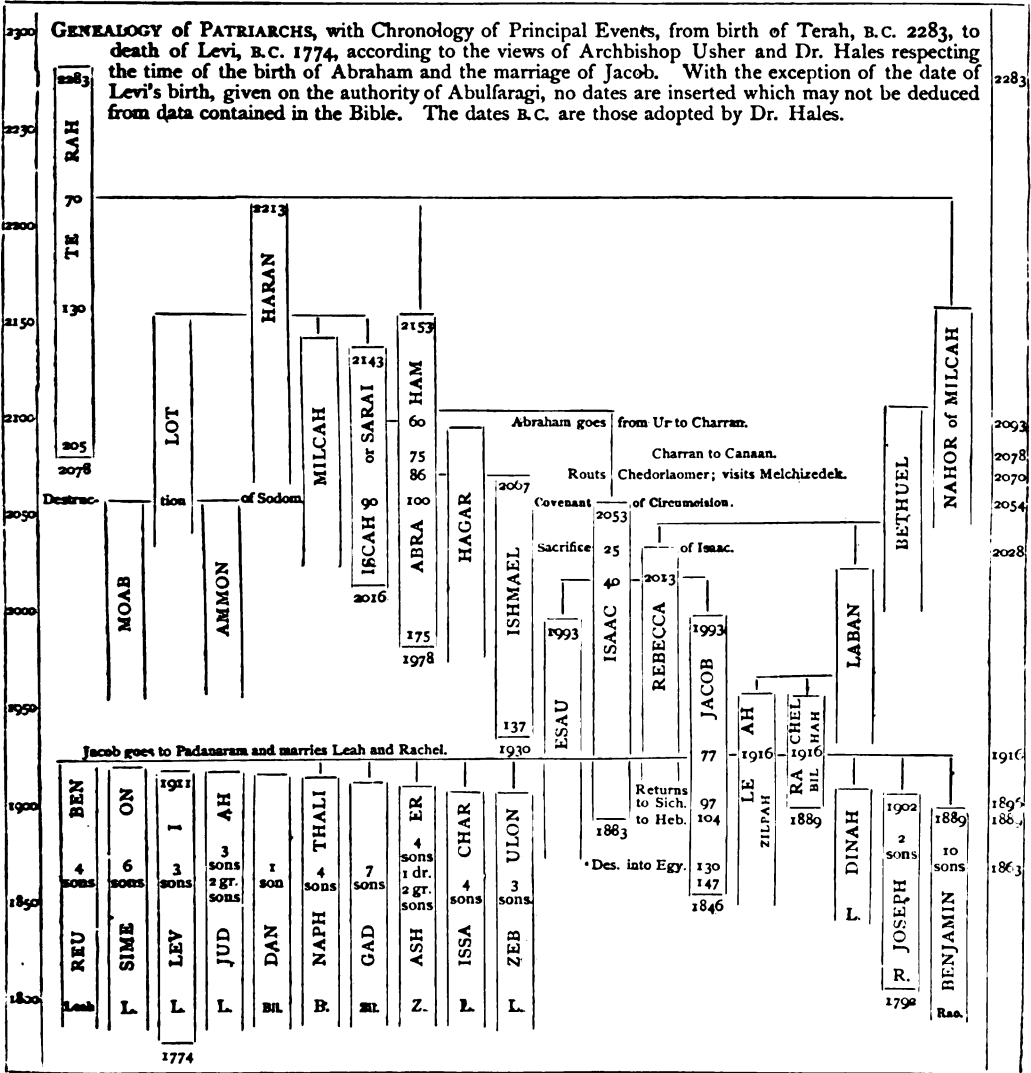 GENEALOGY OF PATRIARCHS, with Chronology of Principal Events, from birth of Terah, B.C. 2283, to
death of Levi, B.C. 1774, according to the views of Archbishop Usher and Dr. Hales respecting
the time of the birth of Abraham and the marriage of Jacob. With the exception of the date of
Levi's birth, given on the authority of Abulfaragi, no dates are inserted which may not be deduced
from data contained in the Bible. The dates B.C. are those adopted by Dr. Hales.
2300
2230
2200
2150
2100
2050
2000
1950
1900
1850
1800
2283
TE RAH
70
130
205
2078
2213
HARAN
LOT
MILCAH
2143
ISCAH or SARAI
90
2016
2153
ABRA HAM
60
75
86
100
175
1978
HAGAR
Abraham goes from Ur to Charran.
Charran to Canaan.
Routs Chedorlaomer; visits Melchizedek.
Destruc- tion of Sodom.
Covenant of Circumcision.
Sacrifice of Isaac.
MOAB
AMMON
2067
ISHMAEL
137
1930
2053
25
40
ISAAC
1883
2013
REBECCA
1993
ESAU
1993
JACOB
77
97
104
130
147
1846
BETHUEL
NAHOR of MILCAH
LABAN
LE AH
1916
ZILPAH
RA CHEL
1916
BIL HAH
1889
Jacob goes to Padanaram and marries Leah and Rachel.
Returns
to Sich.
to Heb.
Des. into Egy.
REU BEN
4
sons
Leah
SIME ON
6
sons
L.
1911
LEV I
3
sons
L.
1774
JUD AH
3
sons
2 gr.
sons
L.
DAN
1
son
Bil.
NAPH THALI
4
sons
B.
GAD
7
sons
ASH ER
4
sons
1 dr.
2 gr.
sons
Z.
ISSA CHAR
4
sons
L.
ZEB ULON
3
sons
L.
DINAH
L.
1902
2
sons
JOSEPH
R.
1792
1889
10
sons
BENJAMIN
Rac.
2283
2093
2078
2070
2054
2028
1916
1896
1863